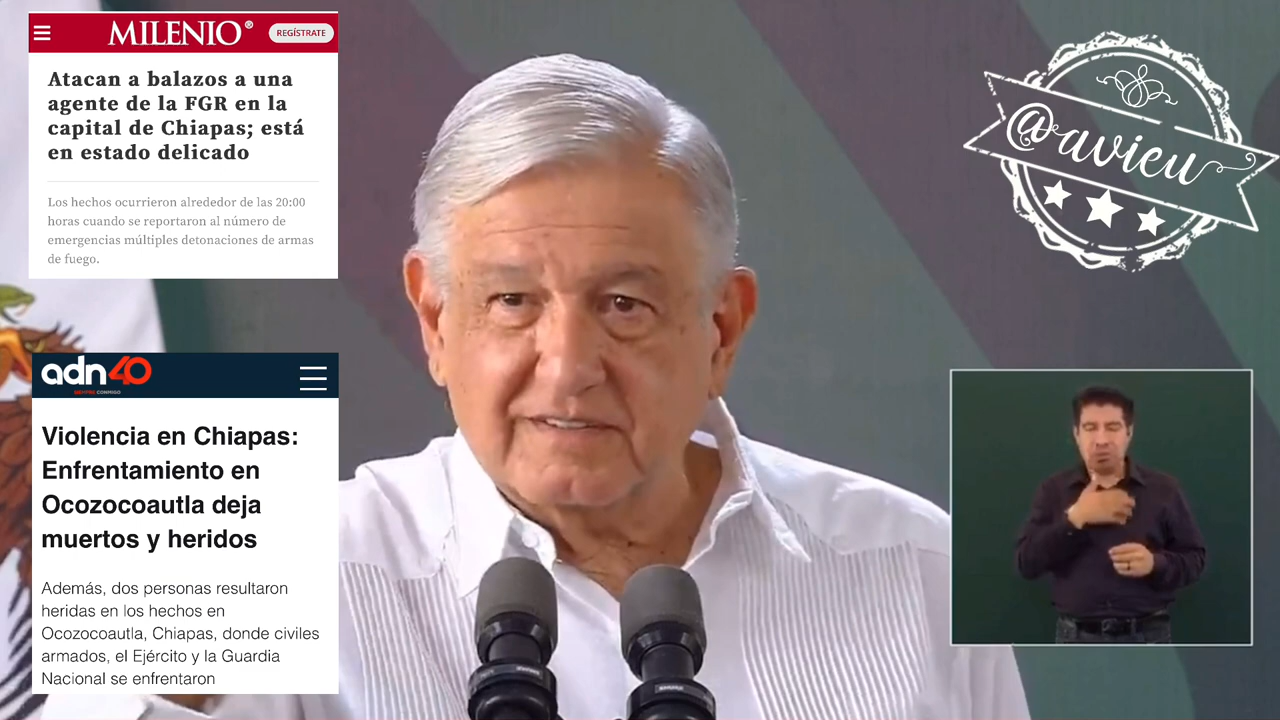 MILENIO®
REGÍSTRATE
Atacan a balazos a una
agente de la FGR en la
capital de Chiapas; está
en estado delicado
Los hechos ocurrieron alrededor de las 20:00
horas cuando se reportaron al número de
emergencias múltiples detonaciones de armas
de fuego.
adn40
SIEMPRE CONMIGO
Violencia en Chiapas:
Enfrentamiento en
Ocozocoautla deja
muertos y heridos
Además, dos personas resultaron
heridas en los hechos en
Ocozocoautla, Chiapas, donde civiles
armados, el Ejército y la Guardia
Nacional se enfrentaron
@avieu